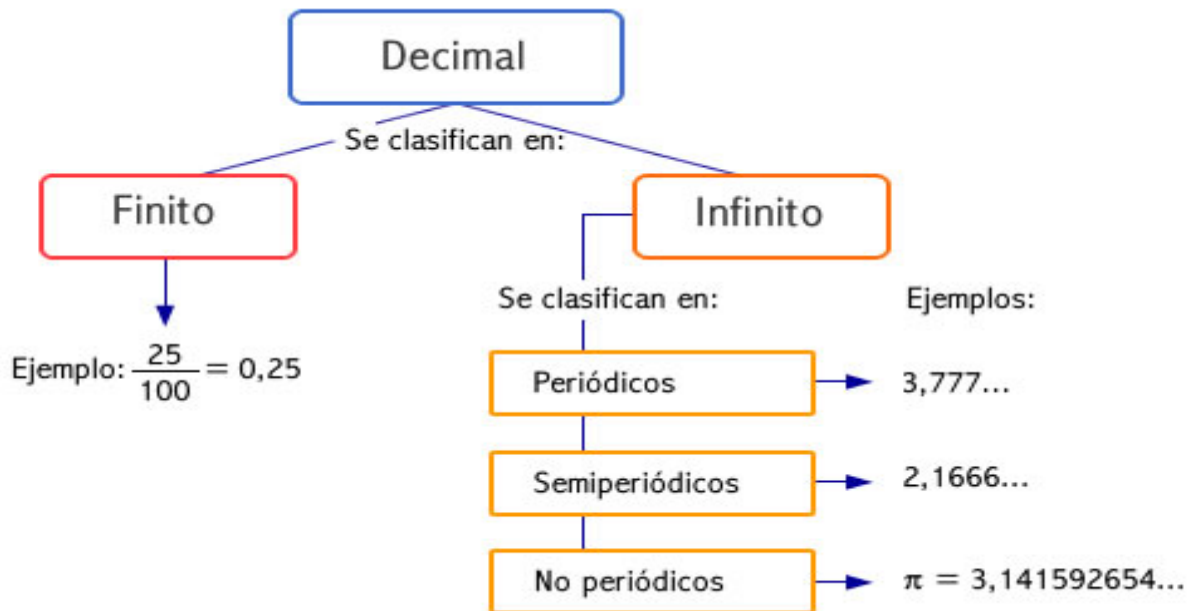 Decimal
Se clasifican en:
Finito
Infinito
Se clasifican en:
Ejemplos:
Ejemplo: 25/100 = 0,25
Periódicos
3,777...
Semiperiódicos
2,1666...
No periódicos
π = 3,141592654...